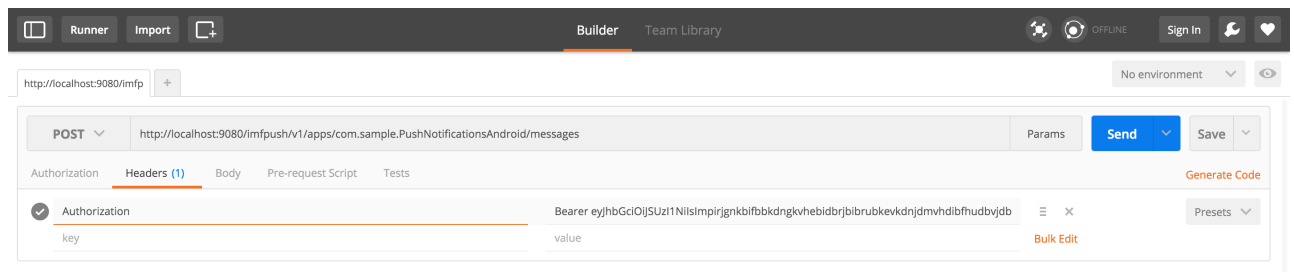 Runner Import Builder Team Library OFFLINE Sign In
http://localhost:9080/imfp + No environment
POST http://localhost:9080/imfpush/v1/apps/com.sample.PushNotificationsAndroid/messages Params Send Save
Authorization Headers (1) Body Pre-request Script Tests Generate Code
Authorization Bearer eyJhbGciOiJSUzI1NiIsImpirjgnkbifbbkdngkvhebidbrjbibrubkevkdnjdmvhdibfhudbvjdb Presets
key value Bulk Edit